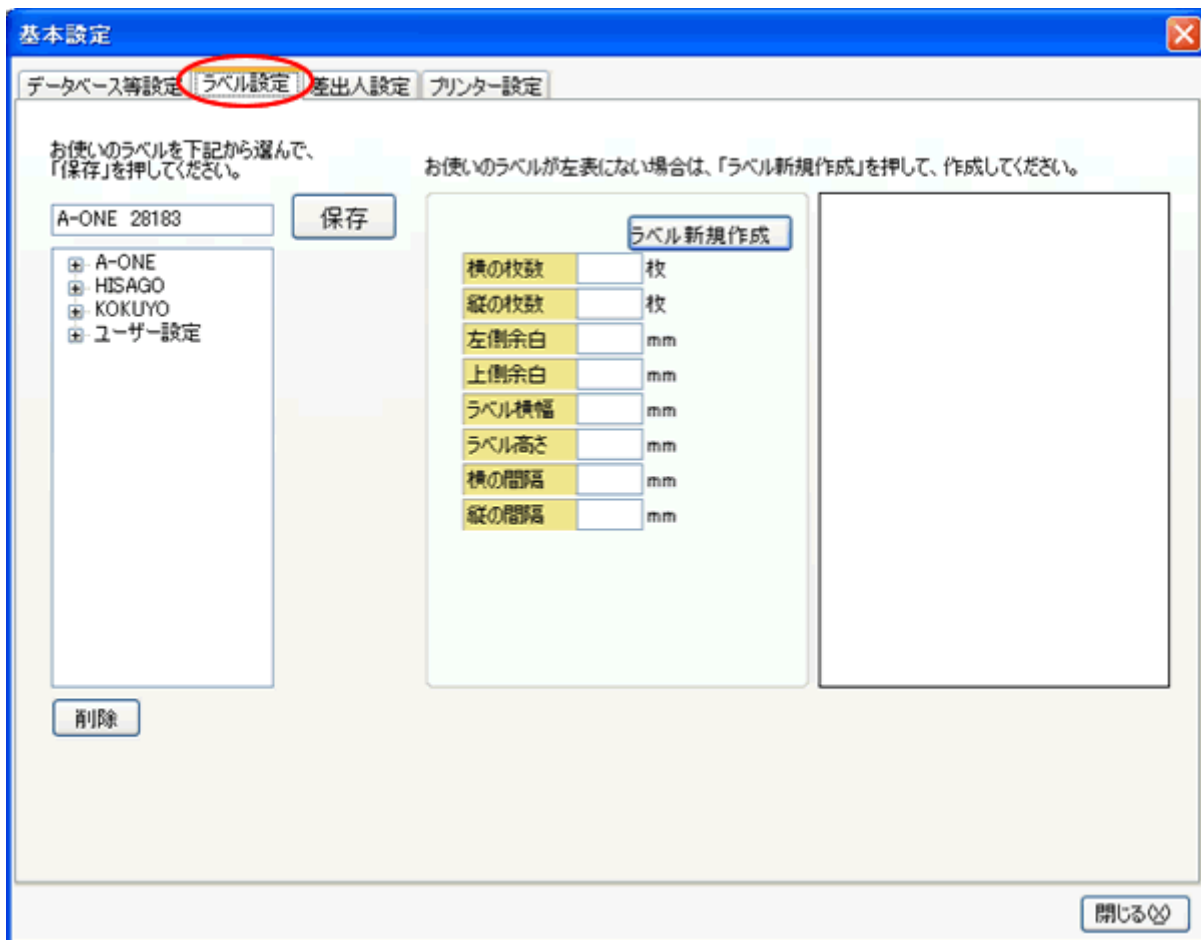 基本設定
データベース等設定 ラベル設定 差出人設定 プリンター設定
お使いのラベルを下記から選んで、
「保存」を押してください。
お使いのラベルが左表にない場合は、「ラベル新規作成」を押して、作成してください。
A-ONE 28183
保存
A-ONE
HISAGO
KOKUYO
ユーザー設定
削除
ラベル新規作成
横の枚数 枚
縦の枚数 枚
左側余白 mm
上側余白 mm
ラベル横幅 mm
ラベル高さ mm
横の間隔 mm
縦の間隔 mm
閉じる(X)